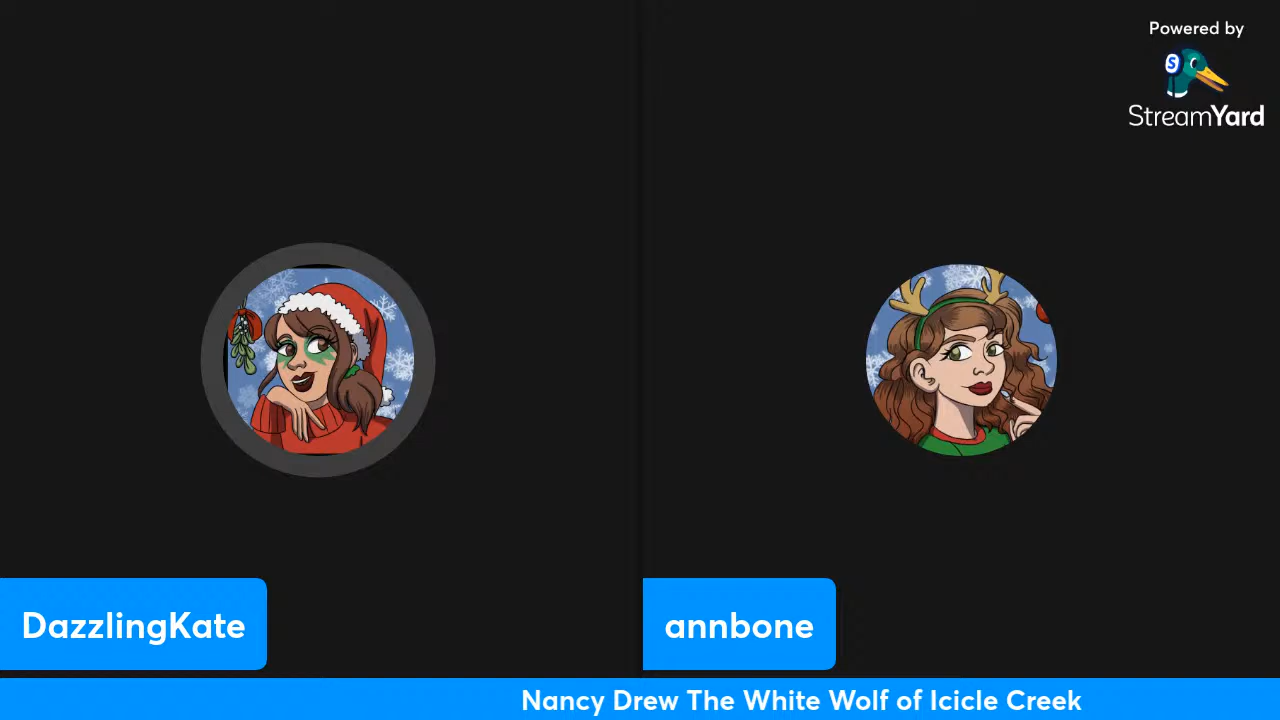 Powered by
S
StreamYard
DazzlingKate
annbone
Nancy Drew The White Wolf of Icicle Creek